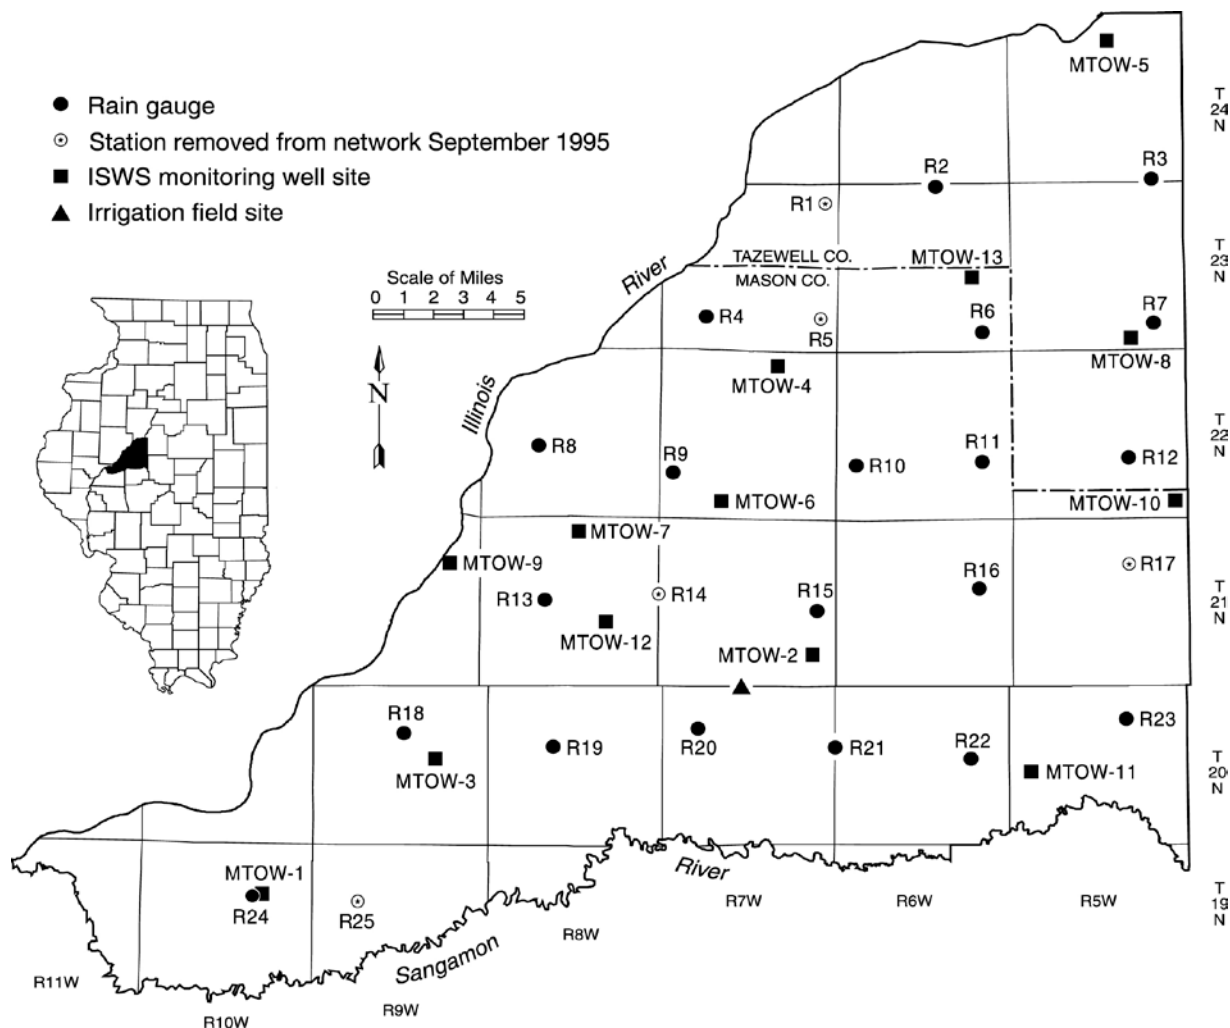 MTOW-5
Rain gauge
Station removed from network September 1995
ISWS monitoring well site
Irrigation field site
T
24
N
R2
R3
R1
TAZEWELL CO.
MASON CO.
MTOW-13
T
23
N
River
Scale of Miles
0 1 2 3 4 5
R4
R5
R6
R7
MTOW-8
MTOW-4
N
Illinois
R8
R9
R10
R11
R12
T
22
N
MTOW-6
MTOW-10
MTOW-7
MTOW-9
R13
R14
R15
R16
R17
T
21
N
MTOW-12
MTOW-2
R18
R19
R20
R21
R22
R23
MTOW-3
MTOW-11
T
20
N
MTOW-1
R24
R25
River
R7W
R6W
R5W
T
19
N
R8W
Sangamon
R11W
R10W
R9W